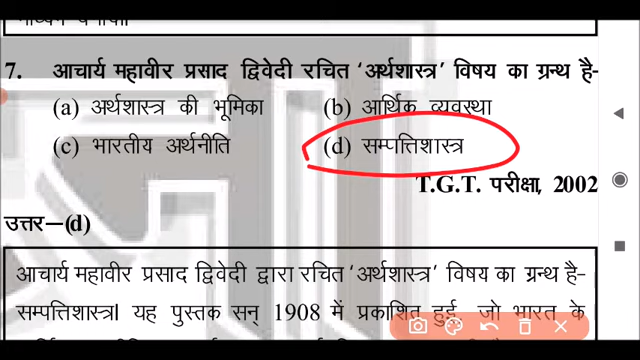 7. आचार्य महावीर प्रसाद द्विवेदी रचित ‘अर्थशास्त्र’ विषय का ग्रन्थ है-
(a) अर्थशास्त्र की भूमिका (b) आर्थिक व्यवस्था
(c) भारतीय अर्थनीति (d) सम्पत्तिशास्त्र
T.G.T. परीक्षा, 2002
उत्तर–(d)
आचार्य महावीर प्रसाद द्विवेदी द्वारा रचित ‘अर्थशास्त्र’ विषय का ग्रन्थ है-
सम्पत्तिशास्त्र। यह पुस्तक सन् 1908 में प्रकाशित हुई, जो भारत के